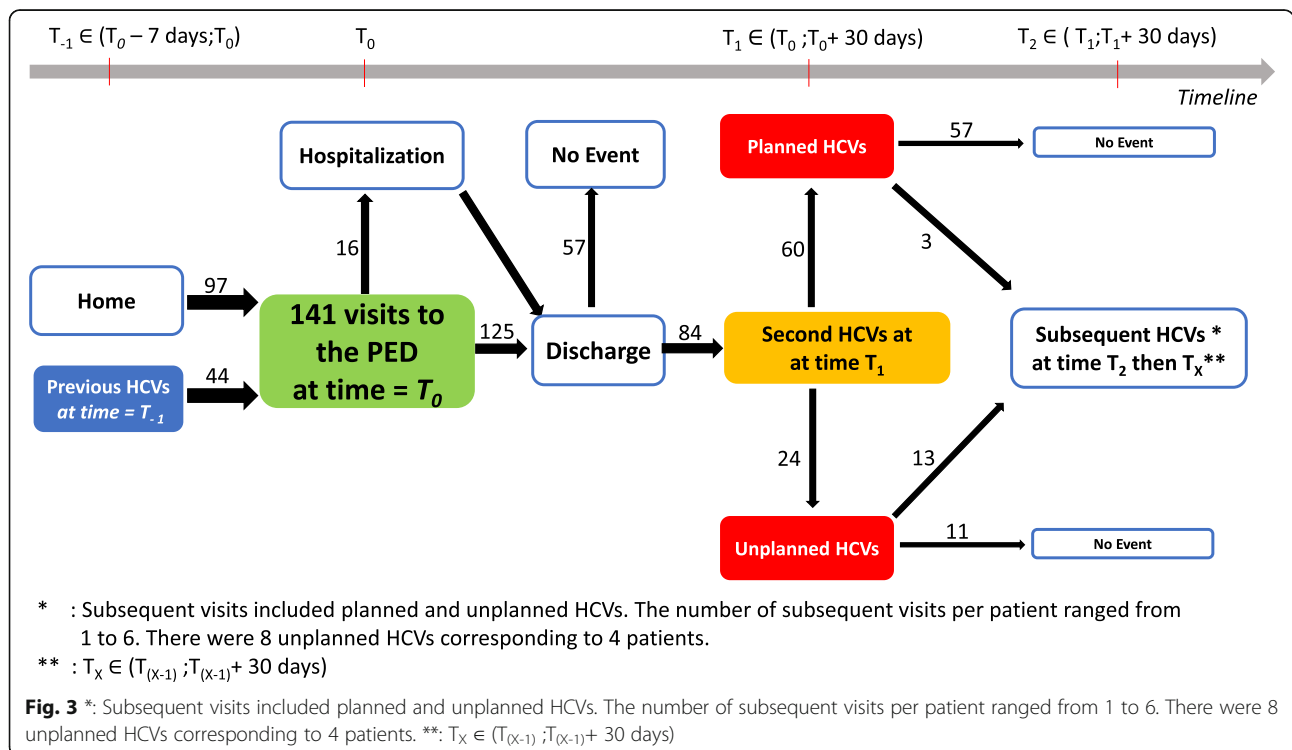 T-1 ∈ (T0 – 7 days;T0)
T0
T1 ∈ (T0 ;T0+ 30 days)
T2 ∈ ( T1;T1+ 30 days)
Timeline
Hospitalization
No Event
Planned HCVs
57
No Event
16
57
60
3
Home
97
141 visits to
the PED
at time = T0
125
Discharge
84
Second HCVs at
at time T1
Subsequent HCVs *
at time T2 then TX**
Previous HCVs
at time = T-1
44
24
13
Unplanned HCVs
11
No Event
* : Subsequent visits included planned and unplanned HCVs. The number of subsequent visits per patient ranged from
1 to 6. There were 8 unplanned HCVs corresponding to 4 patients.
** : TX ∈ (T(X-1) ;T(X-1)+ 30 days)
Fig. 3 *: Subsequent visits included planned and unplanned HCVs. The number of subsequent visits per patient ranged from 1 to 6. There were 8
unplanned HCVs corresponding to 4 patients. **: TX ∈ (T(X-1) ;T(X-1)+ 30 days)